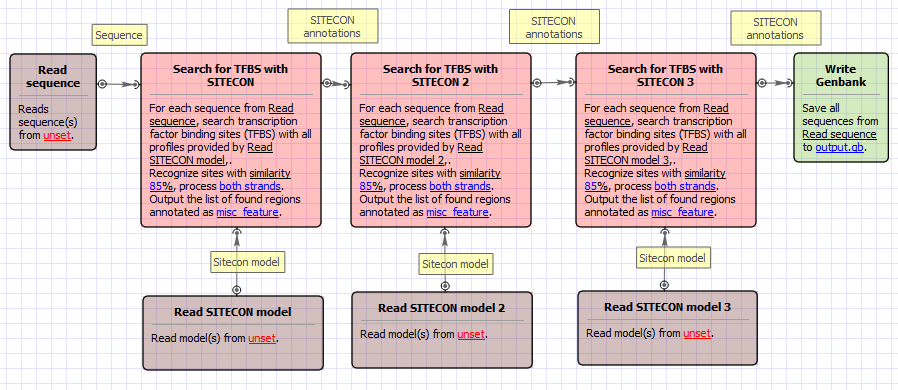 Sequence
SITECON
annotations
SITECON
annotations
SITECON
annotations
Read
sequence
Reads
sequence(s)
from unset.
Search for TFBS with
SITECON
For each sequence from Read
sequence, search transcription
factor binding sites (TFBS) with all
profiles provided by Read
SITECON model,.
Recognize sites with similarity
85%, process both strands.
Output the list of found regions
annotated as misc_feature.
Search for TFBS with
SITECON 2
For each sequence from Read
sequence, search transcription
factor binding sites (TFBS) with all
profiles provided by Read
SITECON model 2,.
Recognize sites with similarity
85%, process both strands.
Output the list of found regions
annotated as misc_feature.
Search for TFBS with
SITECON 3
For each sequence from Read
sequence, search transcription
factor binding sites (TFBS) with all
profiles provided by Read
SITECON model 3,.
Recognize sites with similarity
85%, process both strands.
Output the list of found regions
annotated as misc_feature.
Write
Genbank
Save all
sequences from
Read sequence
to output.gb.
Sitecon model
Sitecon model
Sitecon model
Read SITECON model
Read model(s) from unset.
Read SITECON model 2
Read model(s) from unset.
Read SITECON model 3
Read model(s) from unset.